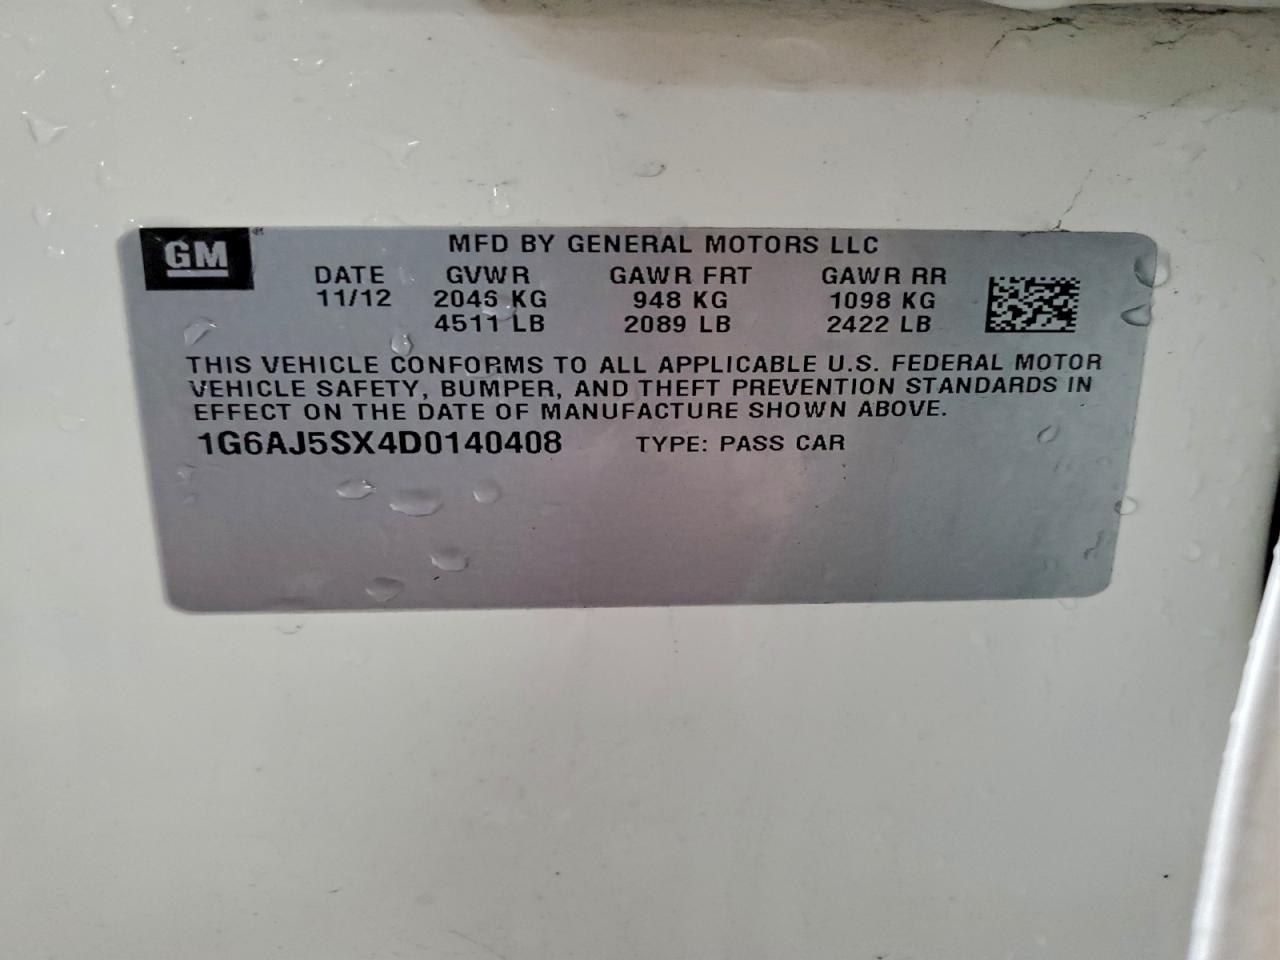 GM
MFD BY GENERAL MOTORS LLC
DATE GVWR GAWR FRT GAWR RR
11/12 2046 KG 948 KG 1098 KG
4511 LB 2089 LB 2422 LB
THIS VEHICLE CONFORMS TO ALL APPLICABLE U.S. FEDERAL MOTOR
VEHICLE SAFETY, BUMPER, AND THEFT PREVENTION STANDARDS IN
EFFECT ON THE DATE OF MANUFACTURE SHOWN ABOVE.
1G6AJ5SX4D0140408 TYPE: PASS CAR